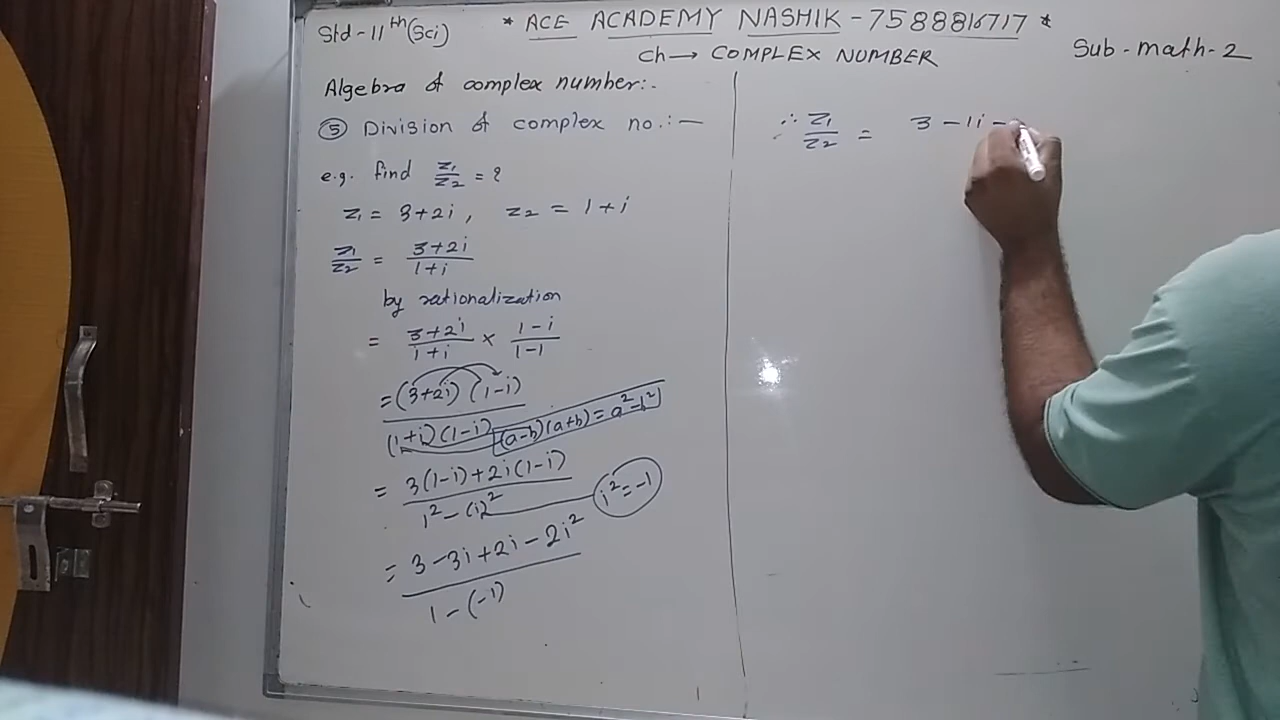 Std-11th(Sci)
* ACE ACADEMY NASHIK - 7588816717 *
Ch → COMPLEX NUMBER
Sub-math-2
Algebra of complex number:-
⑤ Division of complex no.:—
e.g. find z₁/z₂ = ?
z₁ = 3+2i, z₂ = 1+i
z₁/z₂ = 3+2i/1+i
by rationalization
= 3+2i/1+i × 1-i/1-1
= (3+2i)(1-i)/(1+i)(1-i) (a-b)(a+b)=a²-b²
= 3(1-i)+2i(1-i)/1²-(i)² i²=-1
= 3-3i+2i-2i²/1-(-1)
∴ z₁/z₂ = 3-1i-